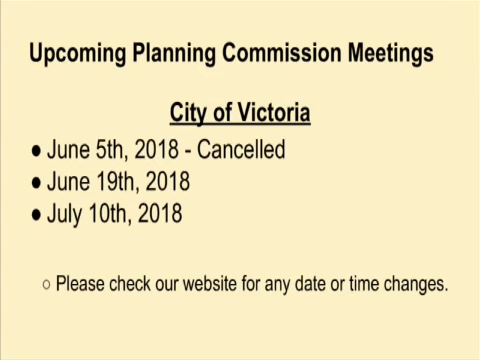 Upcoming Planning Commission Meetings
City of Victoria
● June 5th, 2018 - Cancelled
● June 19th, 2018
● July 10th, 2018
○ Please check our website for any date or time changes.